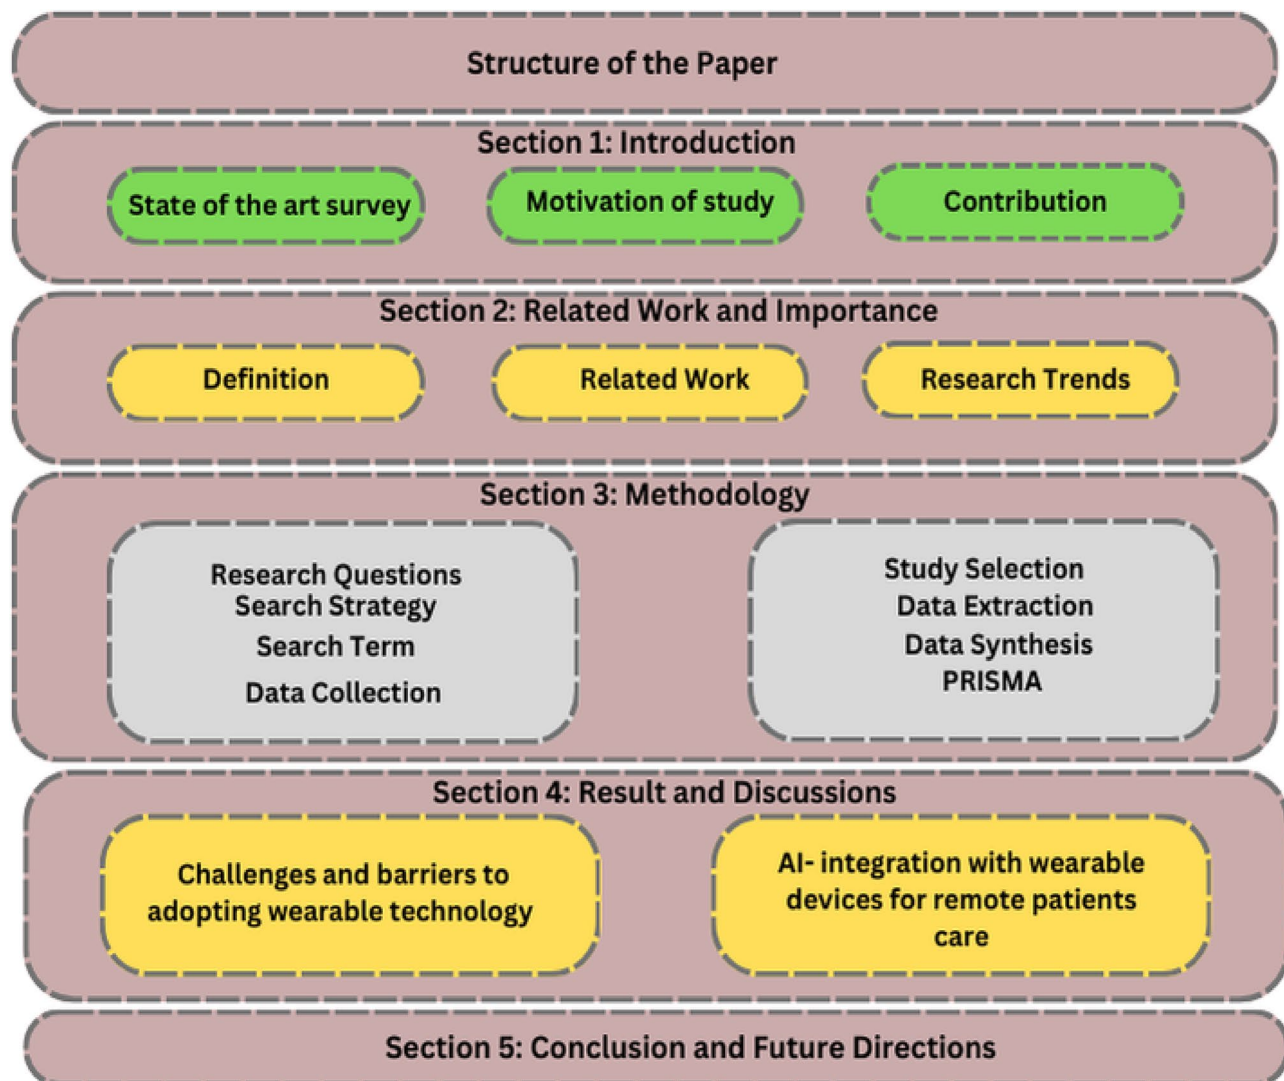 Structure of the Paper
Section 1: Introduction
State of the art survey
Motivation of study
Contribution
Section 2: Related Work and Importance
Definition
Related Work
Research Trends
Section 3: Methodology
Research Questions
Search Strategy
Search Term
Data Collection
Study Selection
Data Extraction
Data Synthesis
PRISMA
Section 4: Result and Discussions
Challenges and barriers to
adopting wearable technology
AI- integration with wearable
devices for remote patients
care
Section 5: Conclusion and Future Directions